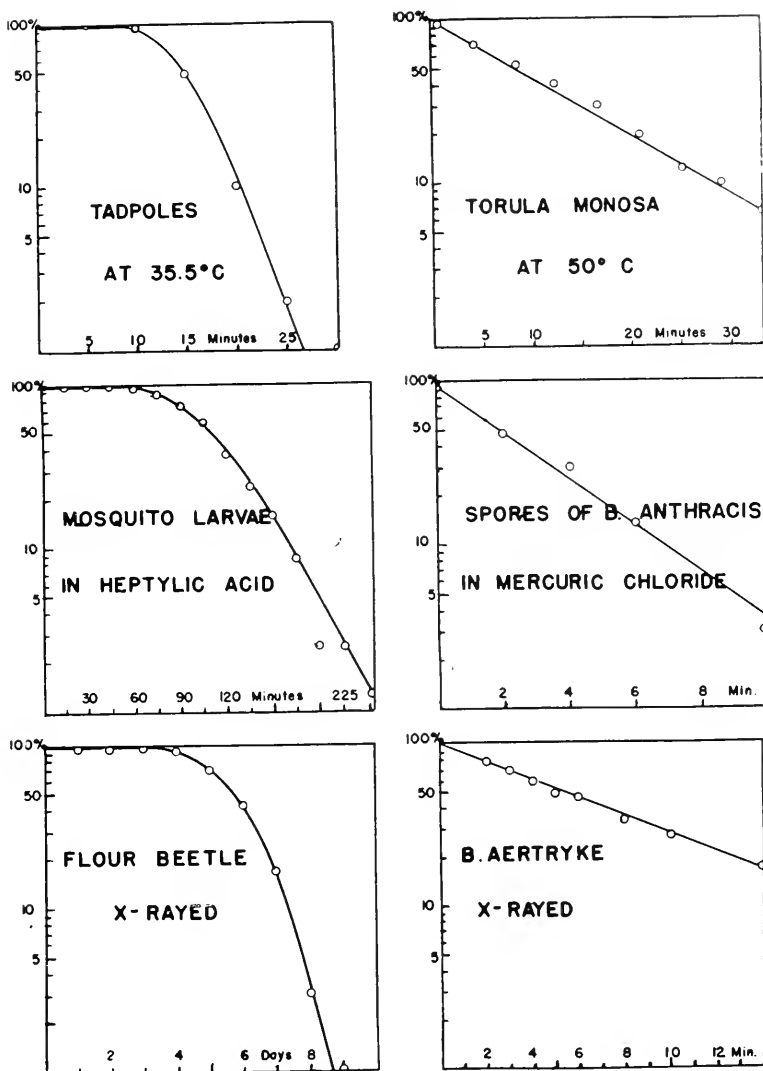 100%
50
10
5
TADPOLES
AT 35.5°C
5 10 15 Minutes 25
100%
50
10
5
TORULA MONOSA
AT 50° C
5 10 20 Minutes 30
100%
50
10
5
MOSQUITO LARVAE
IN HEPTYLIC ACID
30 60 90 120 Minutes 225
100%
50
10
5
SPORES OF B. ANTHRACIS
IN MERCURIC CHLORIDE
2 4 6 8 Min.
100%
50
10
5
FLOUR BEETLE
X-RAYED
2 4 6 Days 8
100%
50
10
5
B. AERTRYKE
X-RAYED
2 4 6 8 10 12 Min.